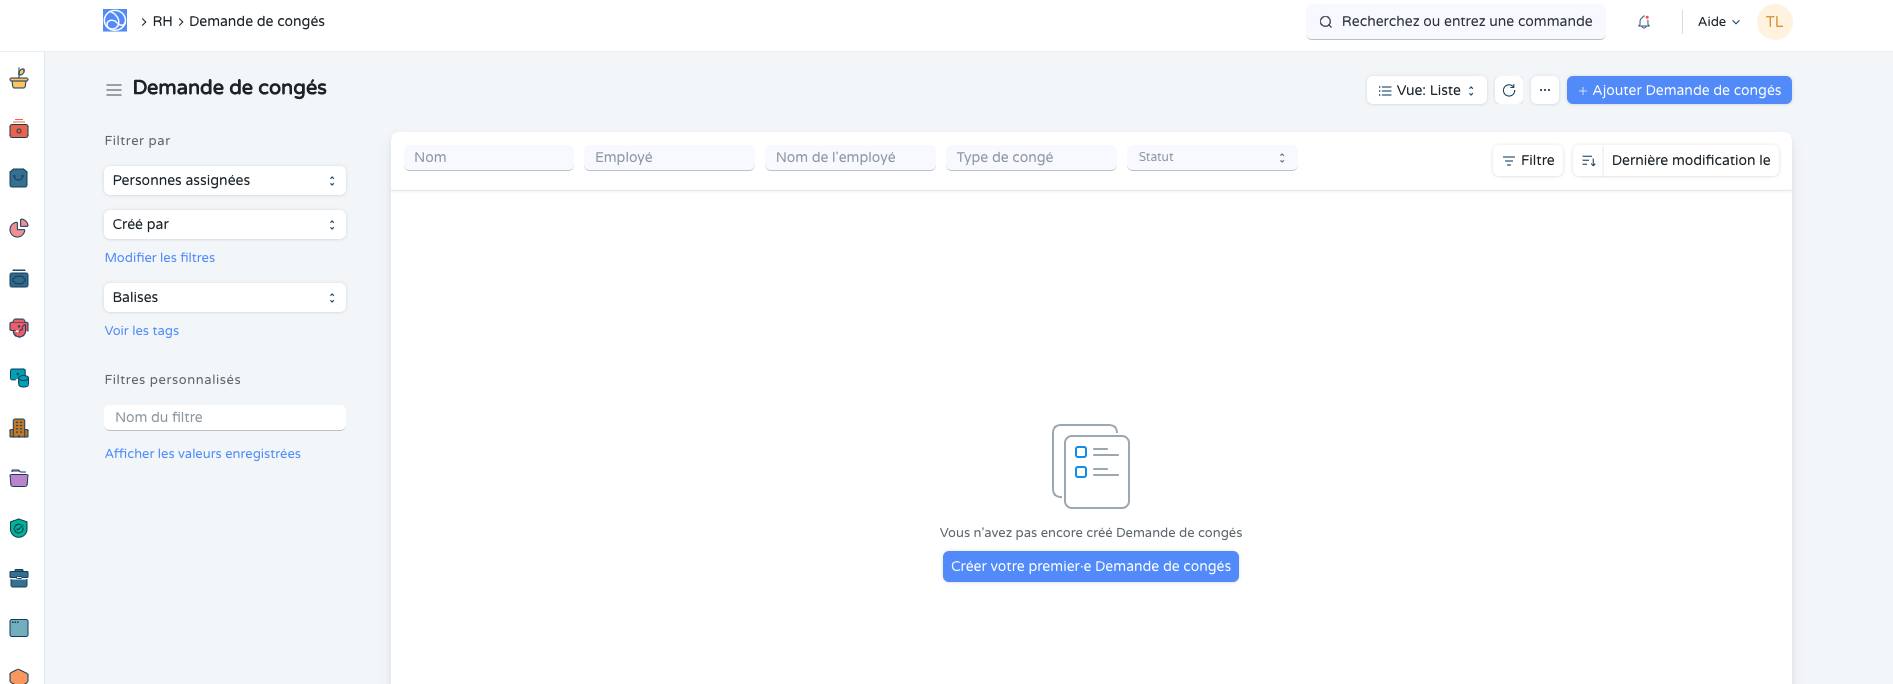 RH
Demande de congés
Recherchez ou entrez une commande
Aide
TL
Demande de congés
Vue: Liste
+ Ajouter Demande de congés
Filtrer par
Personnes assignées
Créé par
Modifier les filtres
Balises
Voir les tags
Filtres personnalisés
Nom du filtre
Afficher les valeurs enregistrées
Nom
Employé
Nom de l'employé
Type de congé
Statut
Filtre
Dernière modification le
Vous n'avez pas encore créé Demande de congés
Créer votre premier·e Demande de congés